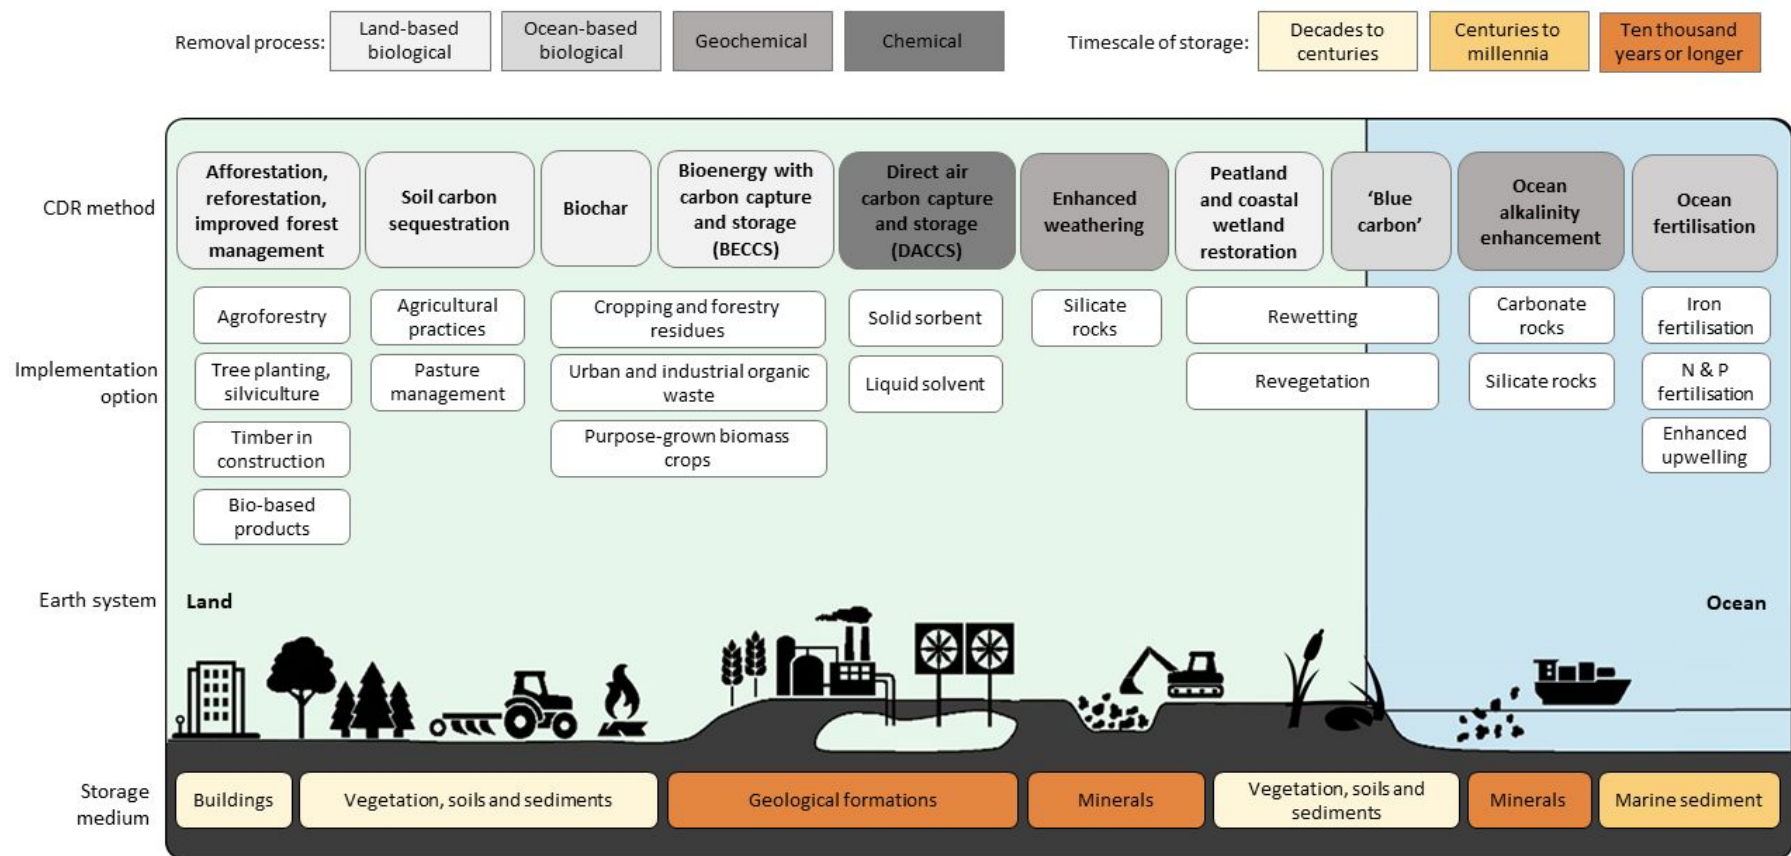 Removal process:
Land-based
biological
Ocean-based
biological
Geochemical
Chemical
Timescale of storage:
Decades to
centuries
Centuries to
millennia
Ten thousand
years or longer
CDR method
Afforestation,
reforestation,
improved forest
management
Soil carbon
sequestration
Biochar
Bioenergy with
carbon capture
and storage
(BECCS)
Direct air
carbon capture
and storage
(DACCS)
Enhanced
weathering
Peatland
and coastal
wetland
restoration
‘Blue
carbon’
Ocean
alkalinity
enhancement
Ocean
fertilisation
Implementation
option
Agroforestry
Tree planting,
silviculture
Timber in
construction
Bio-based
products
Agricultural
practices
Pasture
management
Cropping and forestry
residues
Urban and industrial organic
waste
Purpose-grown biomass
crops
Solid sorbent
Liquid solvent
Silicate
rocks
Rewetting
Revegetation
Carbonate
rocks
Silicate rocks
Iron
fertilisation
N & P
fertilisation
Enhanced
upwelling
Earth system
Land
Ocean
Storage
medium
Buildings
Vegetation, soils and sediments
Geological formations
Minerals
Vegetation, soils and
sediments
Minerals
Marine sediment